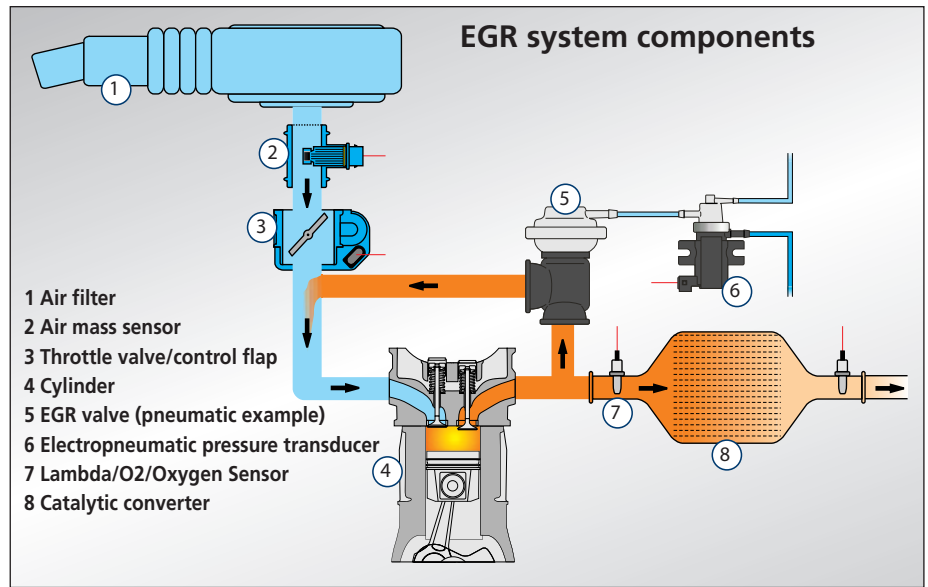 EGR system components
1
2
3
5
6
1 Air filter
2 Air mass sensor
3 Throttle valve/control flap
4 Cylinder
5 EGR valve (pneumatic example)
6 Electropneumatic pressure transducer
7 Lambda/O2/Oxygen Sensor
8 Catalytic converter
4
7
8